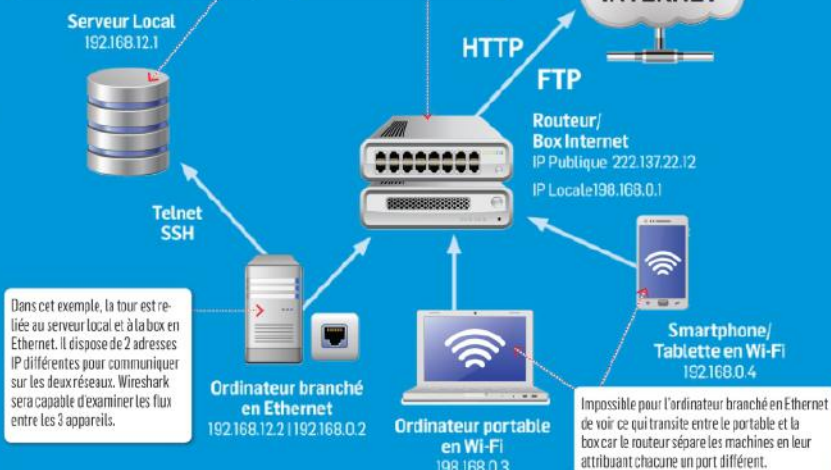 INTERNET
Serveur Local
192.168.12.1
HTTP
FTP
Routeur/
Box Internet
IP Publique 222.137.22.12
IP Locale198.168.0.1
Telnet
SSH
Dans cet exemple, la tour est re-
liée au serveur local et à la box en
Ethernet. Il dispose de 2 adresses
IP différentes pour communiquer
sur les deux réseaux. Wireshark
sera capable d'examiner les flux
entre les 3 appareils.
Ordinateur branché
en Ethernet
192.168.12.2 | 192.168.0.2
Ordinateur portable
en Wi-Fi
198.168.0.3
Smartphone/
Tablette en Wi-Fi
192.168.0.4
Impossible pour l'ordinateur branché en Ethernet
de voir ce qui transite entre le portable et la
box car le routeur sépare les machines en leur
attribuant chacune un port différent.